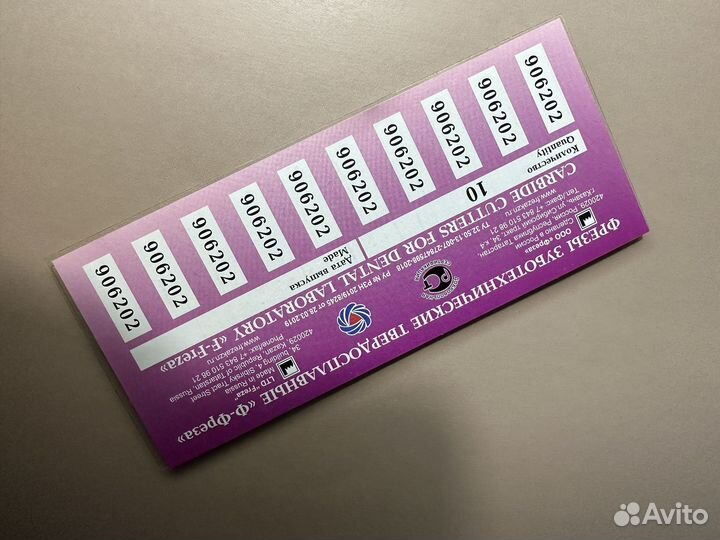 ФРЕЗЫ ЗУБОТЕХНИЧЕСКИЕ ТВЕРДОСПЛАВНЫЕ «Ф-Фреза»
ООО «Фреза»
Сделано в России
420029, Россия, Республика Татарстан,
г.Казань, ул.Сибирский тракт, 34, к.4
Тел./факс: +7 843 510 98 21
www.frezakzn.ru
LTD "Freza"
Made in Russia
34, building 4, Sibirsky Tract Street
420029, Kazan, Republic of Tatarstan, Russia
Phone/fax: +7 843 510 98 21
www.frezakzn.ru
ТУ 32.50.13-007-27847598-2018
РУ № РЗН 2019/8245 от 28.03.2019
CARBIDE CUTTERS FOR DENTAL LABORATORY «F-Freza»
Количество
Quantity
10
Дата выпуска
Made
906202
906202
906202
906202
906202
906202
906202
906202
906202
906202
Avito